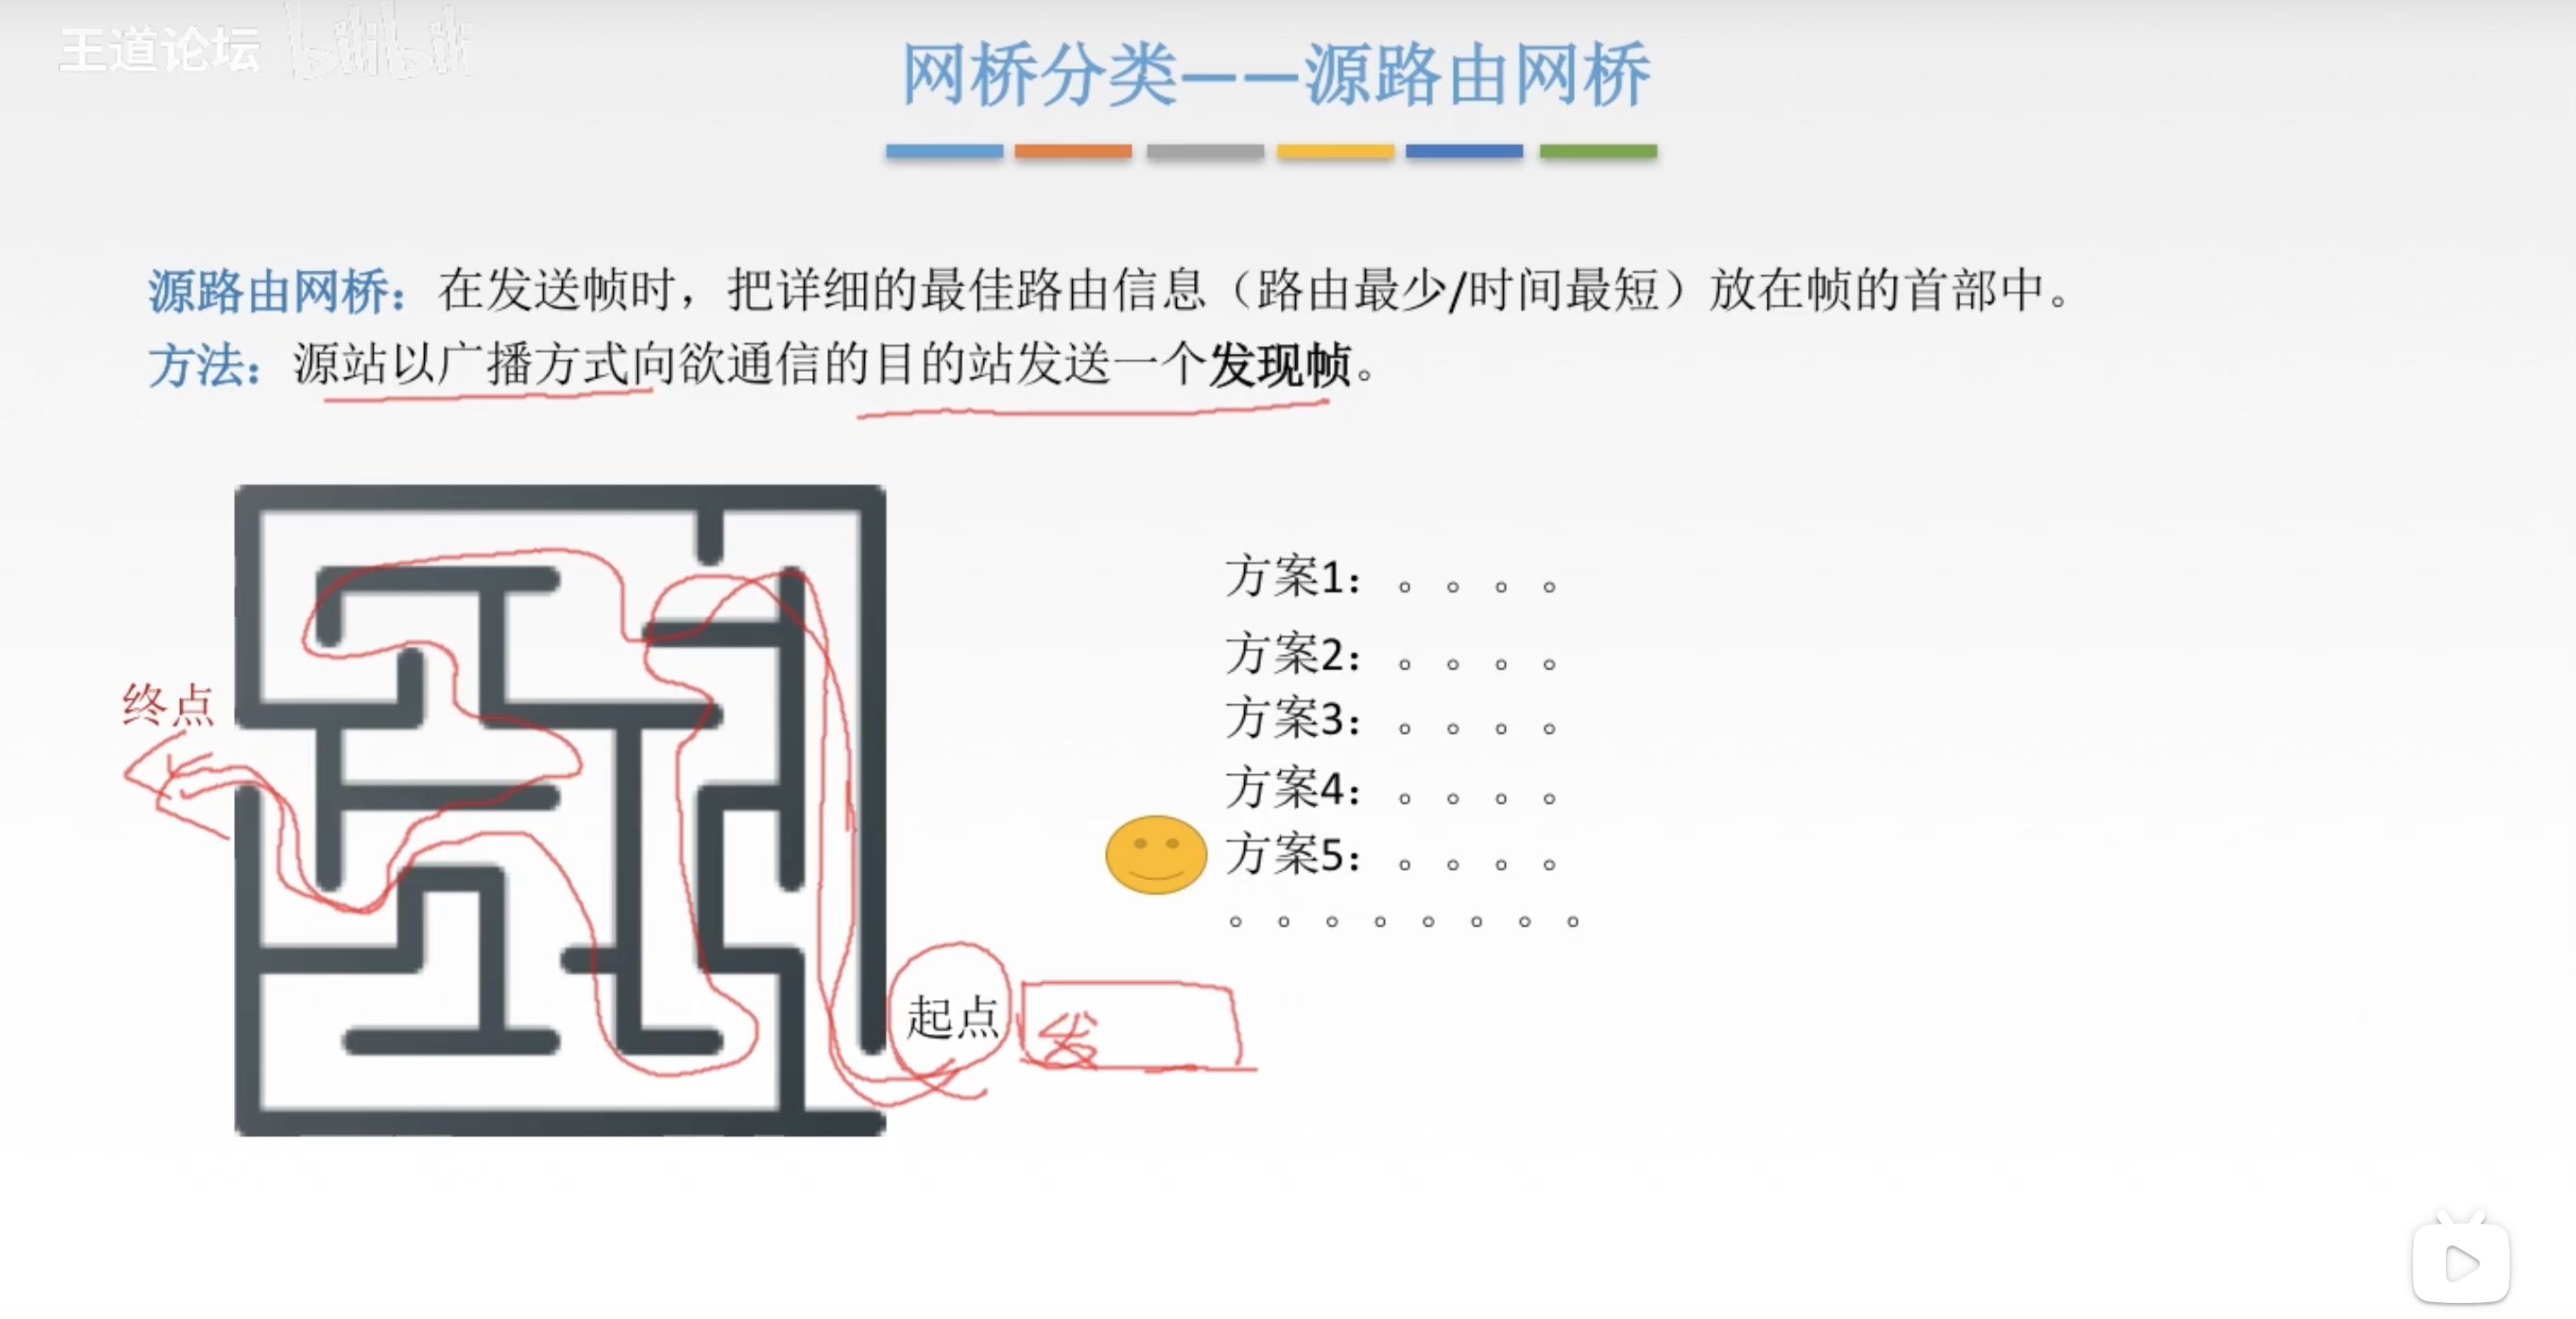 王道论坛 bilibili
网桥分类——源路由网桥
源路由网桥：在发送帧时，把详细的最佳路由信息（路由最少/时间最短）放在帧的首部中。
方法：源站以广播方式向欲通信的目的站发送一个发现帧。
方案1：。。。。
方案2：。。。。
终点
方案3：。。。。
方案4：。。。。
方案5：。。。。
。。。。。。。。
起点
发